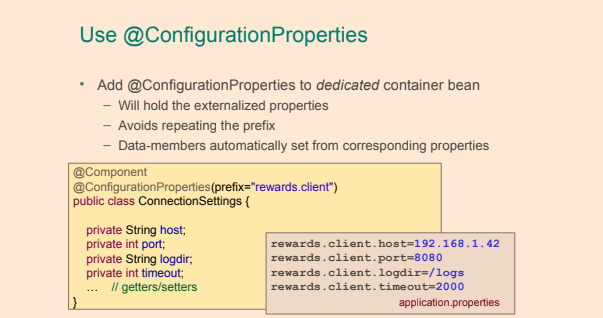 Use @ConfigurationProperties
• Add @ConfigurationProperties to dedicated container bean
– Will hold the externalized properties
– Avoids repeating the prefix
– Data-members automatically set from corresponding properties
@Component
@ConfigurationProperties(prefix="rewards.client")
public class ConnectionSettings {
private String host;
private int port;
private String logdir;
private int timeout;
… // getters/setters
}
rewards.client.host=192.168.1.42
rewards.client.port=8080
rewards.client.logdir=/logs
rewards.client.timeout=2000
application.properties